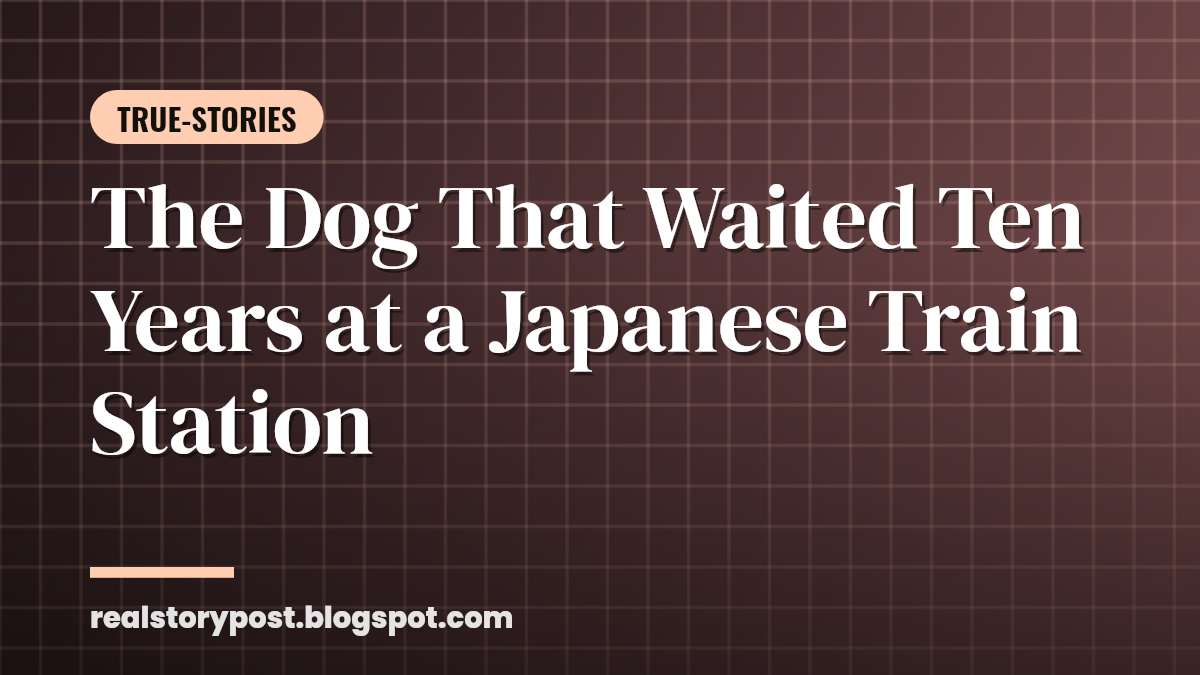 TRUE-STORIES
The Dog That Waited Ten
Years at a Japanese Train
Station
realstorypost.blogspot.com